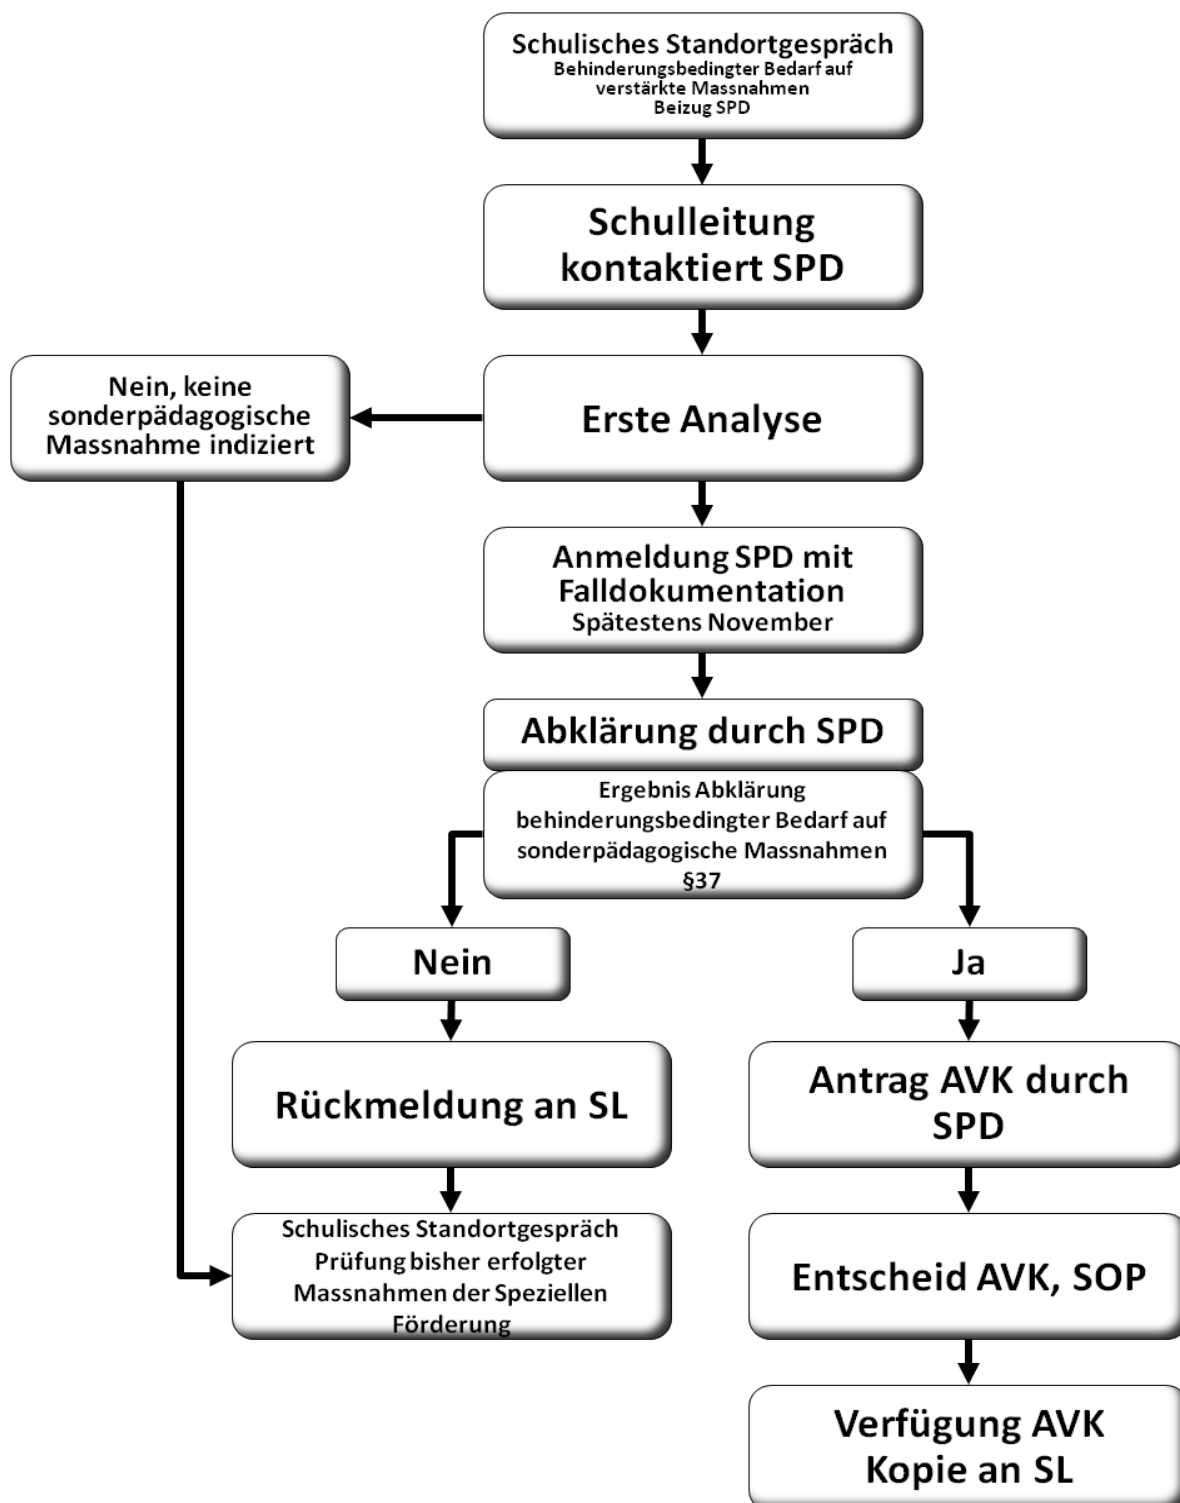 Schulisches Standortgespräch
Behinderungsbedingter Bedarf auf
verstärkte Massnahmen
Beizug SPD
Schulleitung
kontaktiert SPD
Nein, keine
sonderpädagogische
Massnahme indiziert
Erste Analyse
Anmeldung SPD mit
Falldokumentation
Spätestens November
Abklärung durch SPD
Ergebnis Abklärung
behinderungsbedingter Bedarf auf
sonderpädagogische Massnahmen
§37
Nein
Ja
Rückmeldung an SL
Antrag AVK durch
SPD
Schulisches Standortgespräch
Prüfung bisher erfolgter
Massnahmen der Speziellen
Förderung
Entscheid AVK, SOP
Verfügung AVK
Kopie an SL